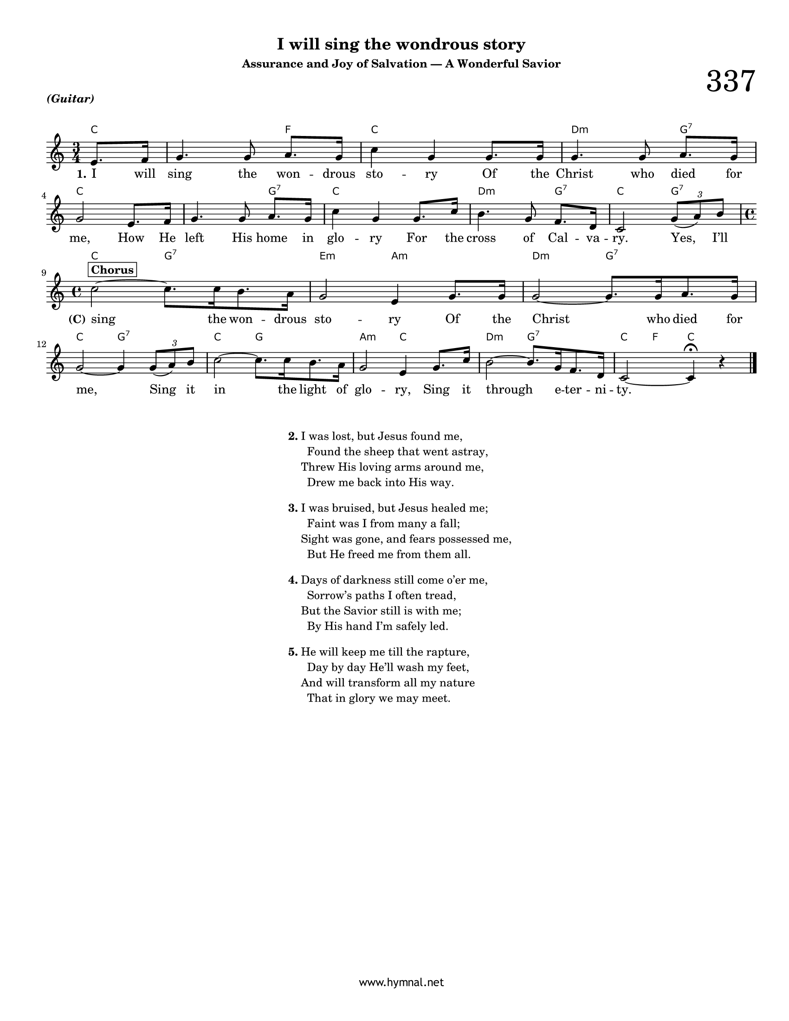 I will sing the wondrous story
Assurance and Joy of Salvation — A Wonderful Savior
337
(Guitar)
C F C Dm G7
3 4
1. I will sing the won - drous sto - ry Of the Christ who died for
4
C G7 C Dm G7 C G7 3
me, How He left His home in glo - ry For the cross of Cal - va - ry. Yes, I'll
9
C G7 Em Am Dm G7
Chorus
(C) sing the won - drous sto - ry Of the Christ who died for
12
C G7 3 C G Am C Dm G7 C F C
me, Sing it in the light of glo - ry, Sing it through e-ter - ni - ty.
2. I was lost, but Jesus found me,
Found the sheep that went astray,
Threw His loving arms around me,
Drew me back into His way.
3. I was bruised, but Jesus healed me;
Faint was I from many a fall;
Sight was gone, and fears possessed me,
But He freed me from them all.
4. Days of darkness still come o'er me,
Sorrow's paths I often tread,
But the Savior still is with me;
By His hand I'm safely led.
5. He will keep me till the rapture,
Day by day He'll wash my feet,
And will transform all my nature
That in glory we may meet.
www.hymnal.net